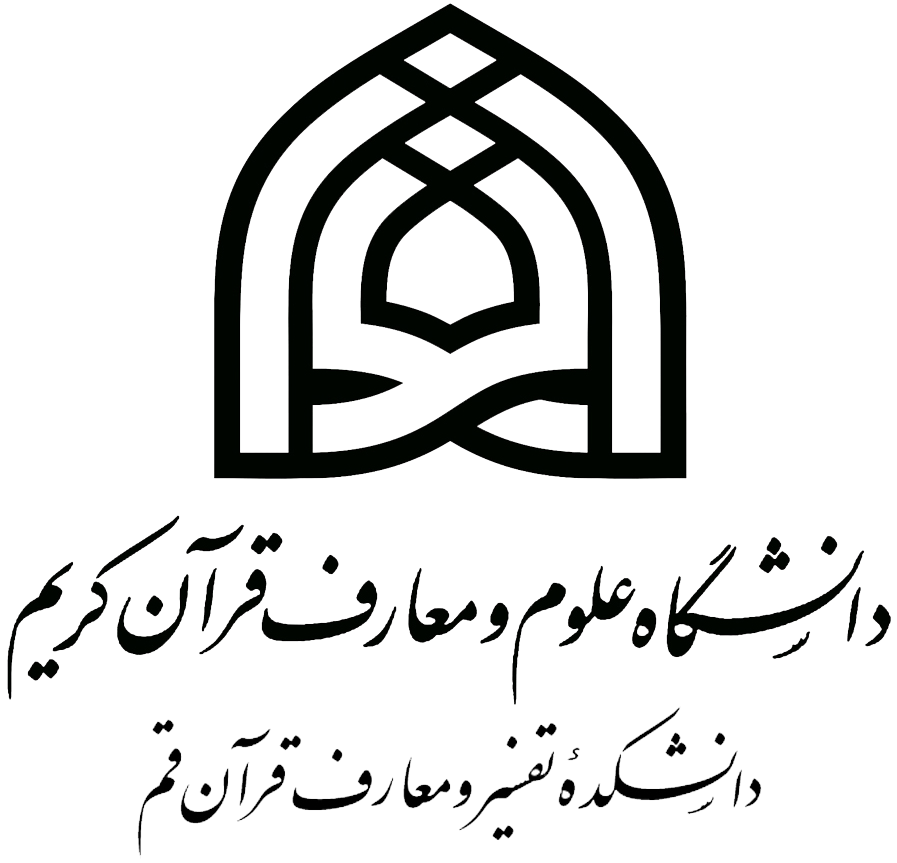 دانشگاه علوم و معارف قرآن کریم
دانشکدهٔ تفسیر و معارف قرآن قم